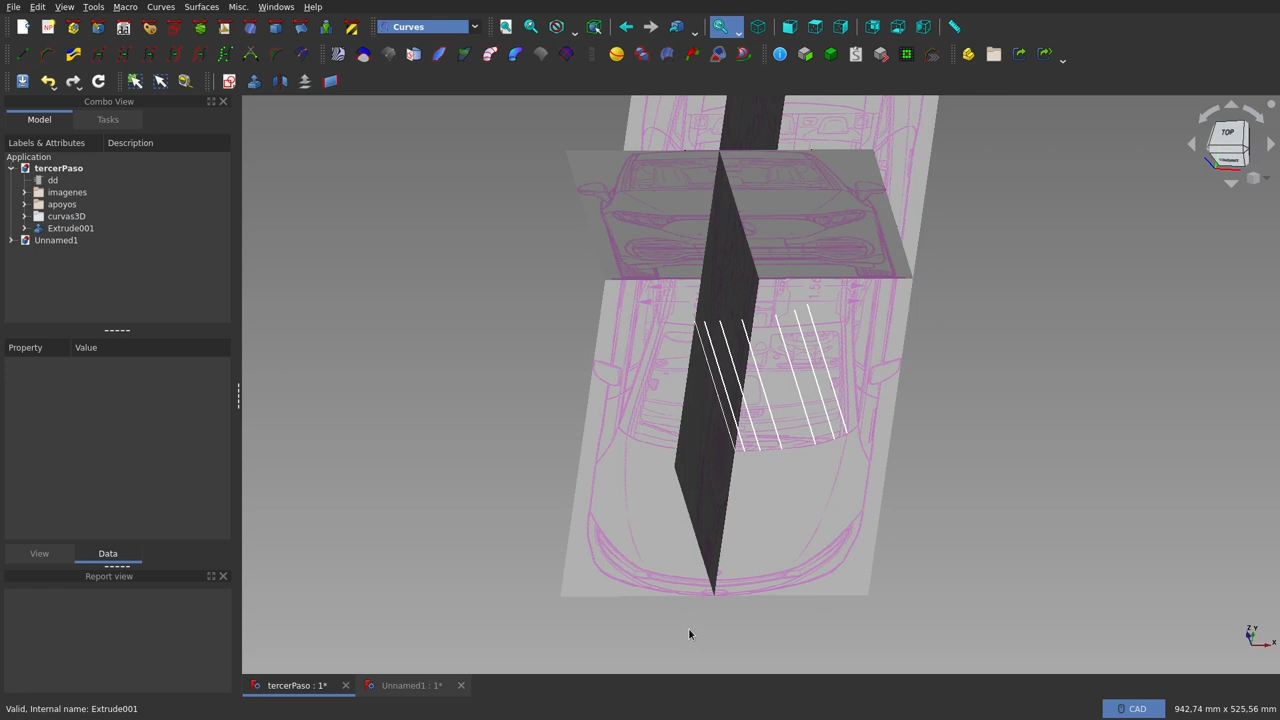 File Edit View Tools Macro Curves Surfaces Misc. Windows Help
Curves
Combo View
Model Tasks
Labels & Attributes Description
Application
tercerPaso
dd
imagenes
apoyos
curvas3D
Extrude001
Unnamed1
Property Value
View Data
Report view
TOP
Z Y
X
tercerPaso : 1* Unnamed1 : 1*
Valid, Internal name: Extrude001 CAD 942,74 mm x 525,56 mm